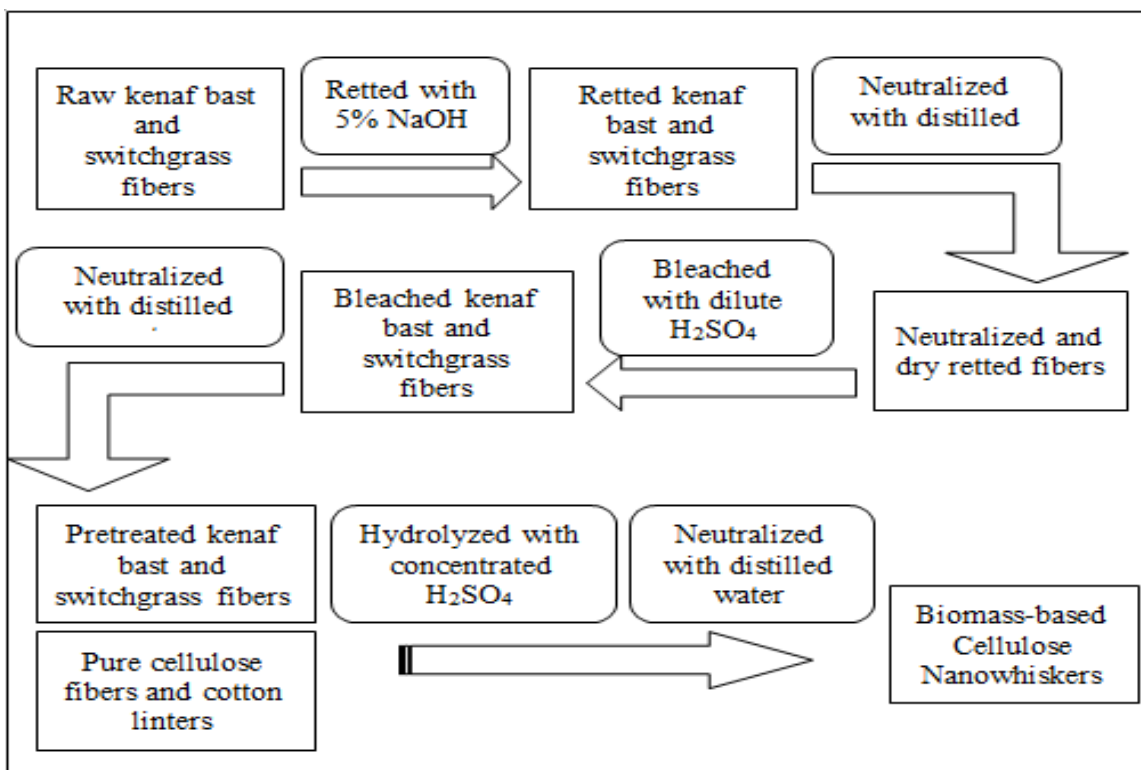 Raw kenaf bast
and
switchgrass
fibers
Retted with
5% NaOH
Retted kenaf
bast and
switchgrass
fibers
Neutralized
with distilled
Neutralized and
dry retted fibers
Bleached
with dilute
H₂SO₄
Bleached kenaf
bast and
switchgrass
fibers
Neutralized
with distilled
Pretreated kenaf
bast and
switchgrass fibers
Pure cellulose
fibers and cotton
linters
Hydrolyzed with
concentrated
H₂SO₄
Neutralized
with distilled
water
Biomass-based
Cellulose
Nanowhiskers